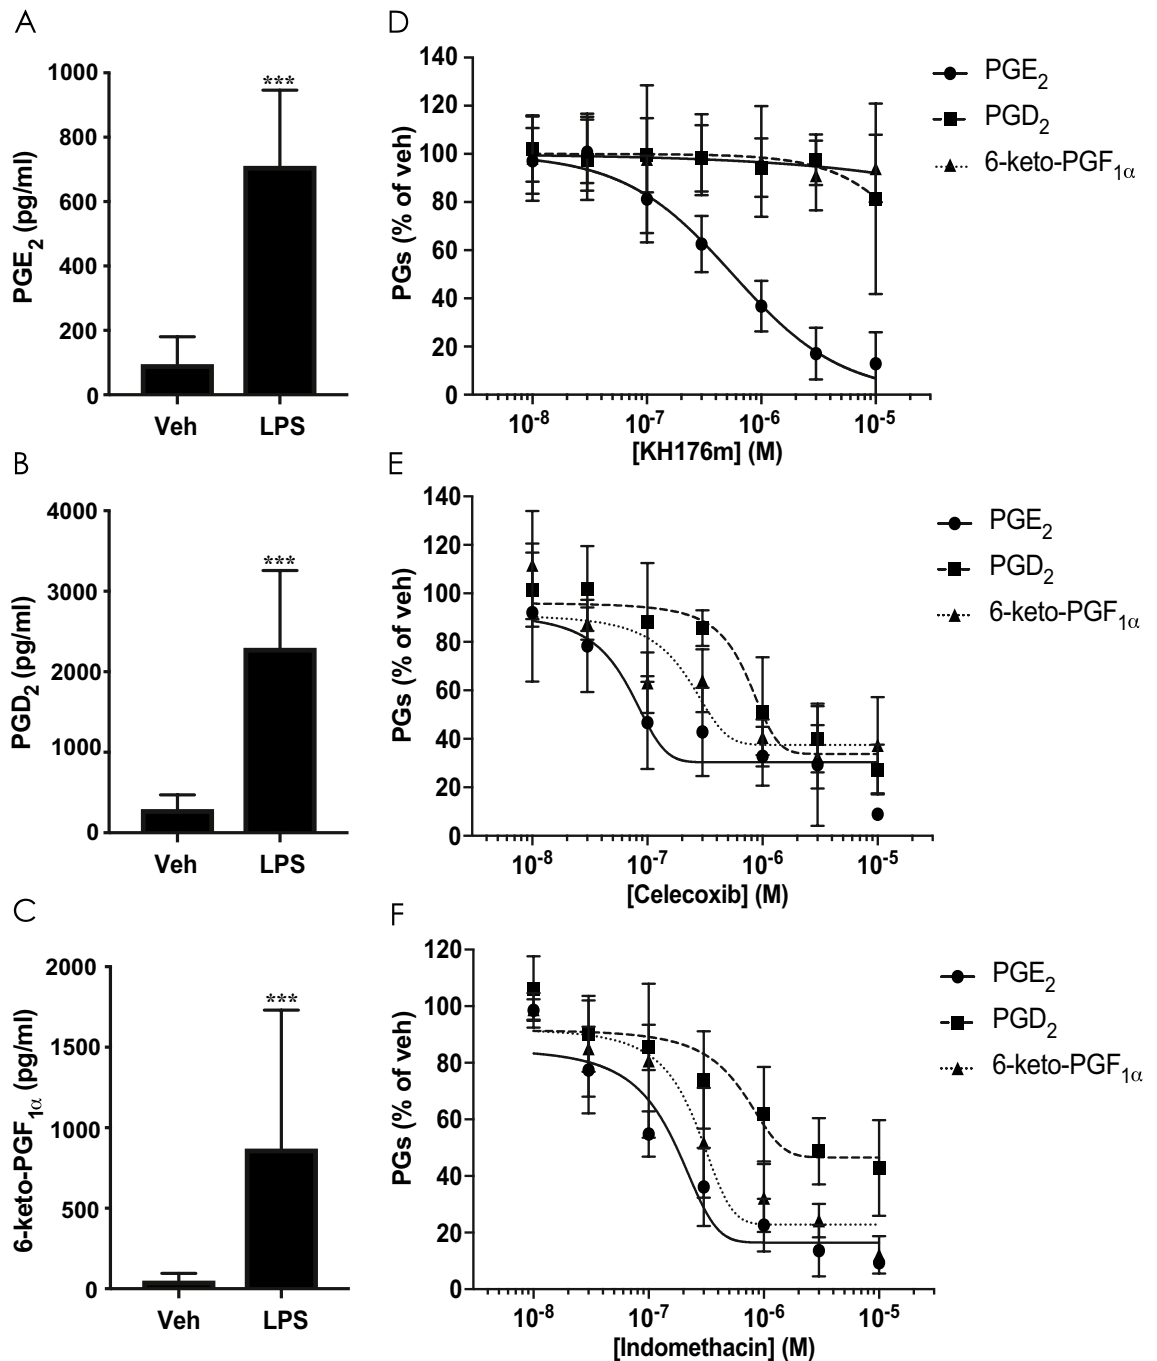 A
PGE2 (pg/ml)
1000
800
600
400
200
0
***
Veh LPS
D
PGs (% of veh)
140
120
100
80
60
40
20
0
10-8 10-7 10-6 10-5
[KH176m] (M)
PGE2
PGD2
6-keto-PGF1α
B
PGD2 (pg/ml)
4000
3000
2000
1000
0
***
Veh LPS
E
PGs (% of veh)
140
120
100
80
60
40
20
0
10-8 10-7 10-6 10-5
[Celecoxib] (M)
PGE2
PGD2
6-keto-PGF1α
C
6-keto-PGF1α (pg/ml)
2000
1500
1000
500
0
***
Veh LPS
F
PGs (% of veh)
120
100
80
60
40
20
0
10-8 10-7 10-6 10-5
[Indomethacin] (M)
PGE2
PGD2
6-keto-PGF1α